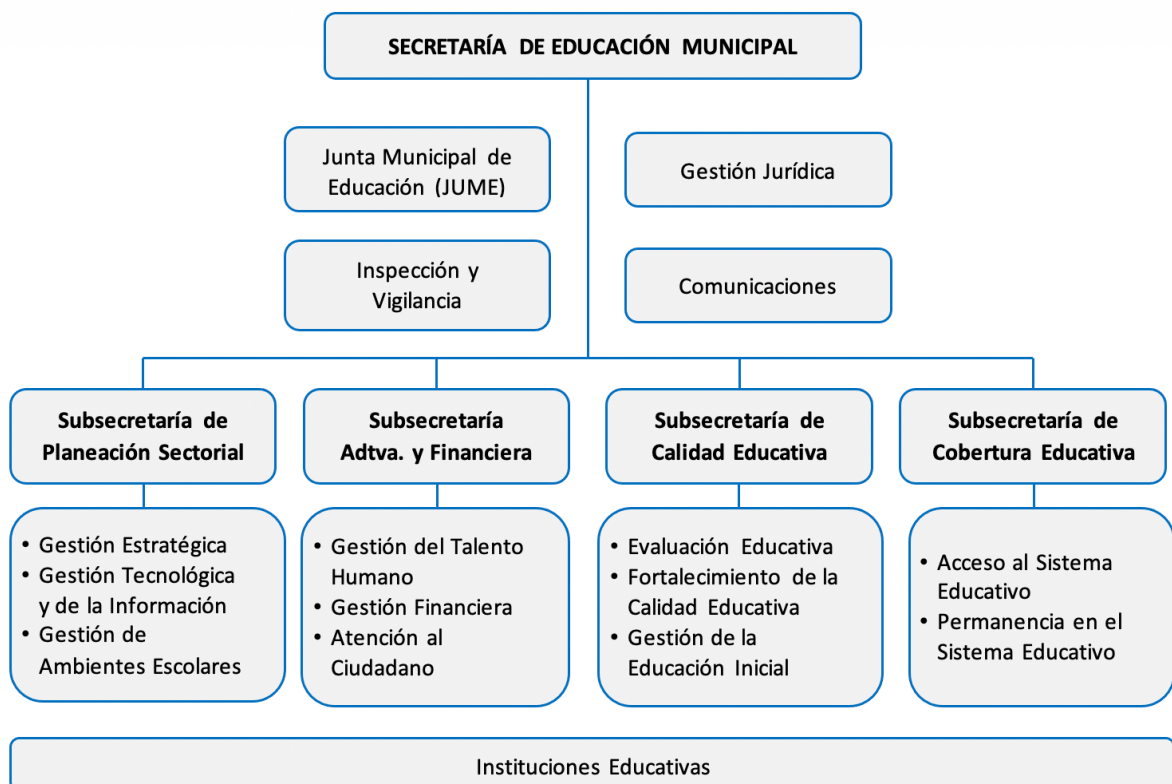 SECRETARÍA DE EDUCACIÓN MUNICIPAL
Junta Municipal de
Educación (JUME)
Gestión Jurídica
Inspección y
Vigilancia
Comunicaciones
Subsecretaría de
Planeación Sectorial
Subsecretaría
Adtva. y Financiera
Subsecretaría de
Calidad Educativa
Subsecretaría de
Cobertura Educativa
• Gestión Estratégica
• Gestión Tecnológica
y de la Información
• Gestión de
Ambientes Escolares
• Gestión del Talento
Humano
• Gestión Financiera
• Atención al
Ciudadano
• Evaluación Educativa
• Fortalecimiento de la
Calidad Educativa
• Gestión de la
Educación Inicial
• Acceso al Sistema
Educativo
• Permanencia en el
Sistema Educativo
Instituciones Educativas